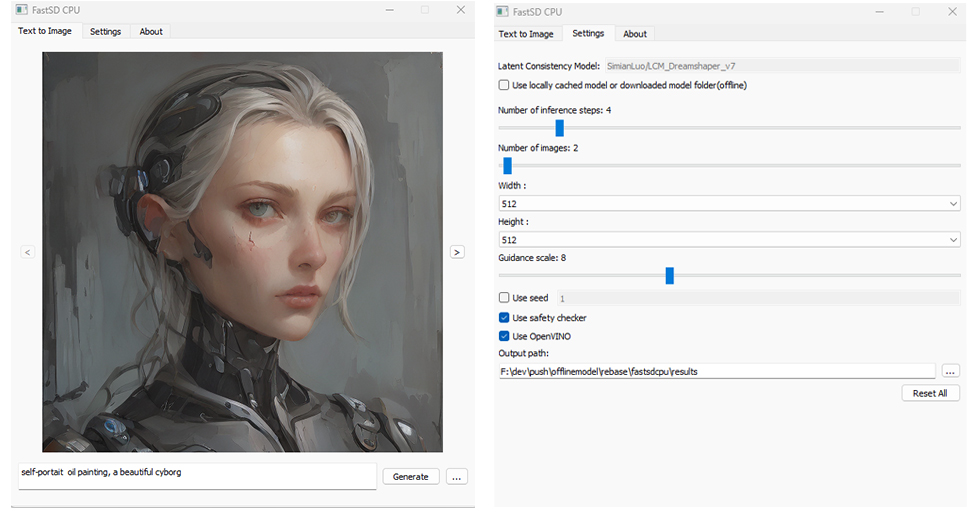 FastSD CPU
Text to Image Settings About
<
>
self-portait oil painting, a beautiful cyborg
Generate ...
FastSD CPU
Text to Image Settings About
Latent Consistency Model: SimianLuo/LCM_Dreamshaper_v7
Use locally cached model or downloaded model folder(offline)
Number of inference steps: 4
Number of images: 2
Width :
512
Height :
512
Guidance scale: 8
Use seed 1
Use safety checker
Use OpenVINO
Output path:
F:\dev\push\offlinemodel\rebase\fastsdcpu\results ...
Reset All